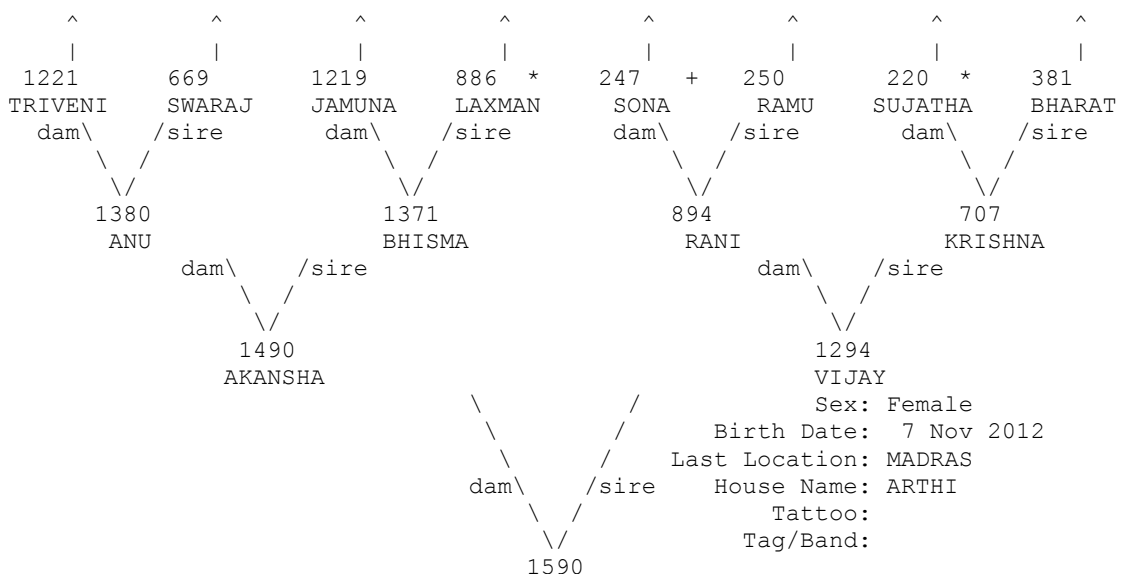 ^ ^ ^ ^ ^ ^ ^ ^
| | | | | | | |
1221 669 1219 886 * 247 + 250 220 * 381
TRIVENI SWARAJ JAMUNA LAXMAN SONA RAMU SUJATHA BHARAT
dam\ /sire dam\ /sire dam\ /sire dam\ /sire
\ / \ / \ / \ /
\/ \/ \/ \/
1380 1371 894 707
ANU BHISMA RANI KRISHNA
dam\ /sire dam\ /sire
\ / \ /
\/ \/
1490 1294
AKANSHA VIJAY
\ / Sex: Female
\ / Birth Date: 7 Nov 2012
\ / Last Location: MADRAS
dam\ /sire House Name: ARTHI
\ / Tattoo:
\/ Tag/Band:
1590